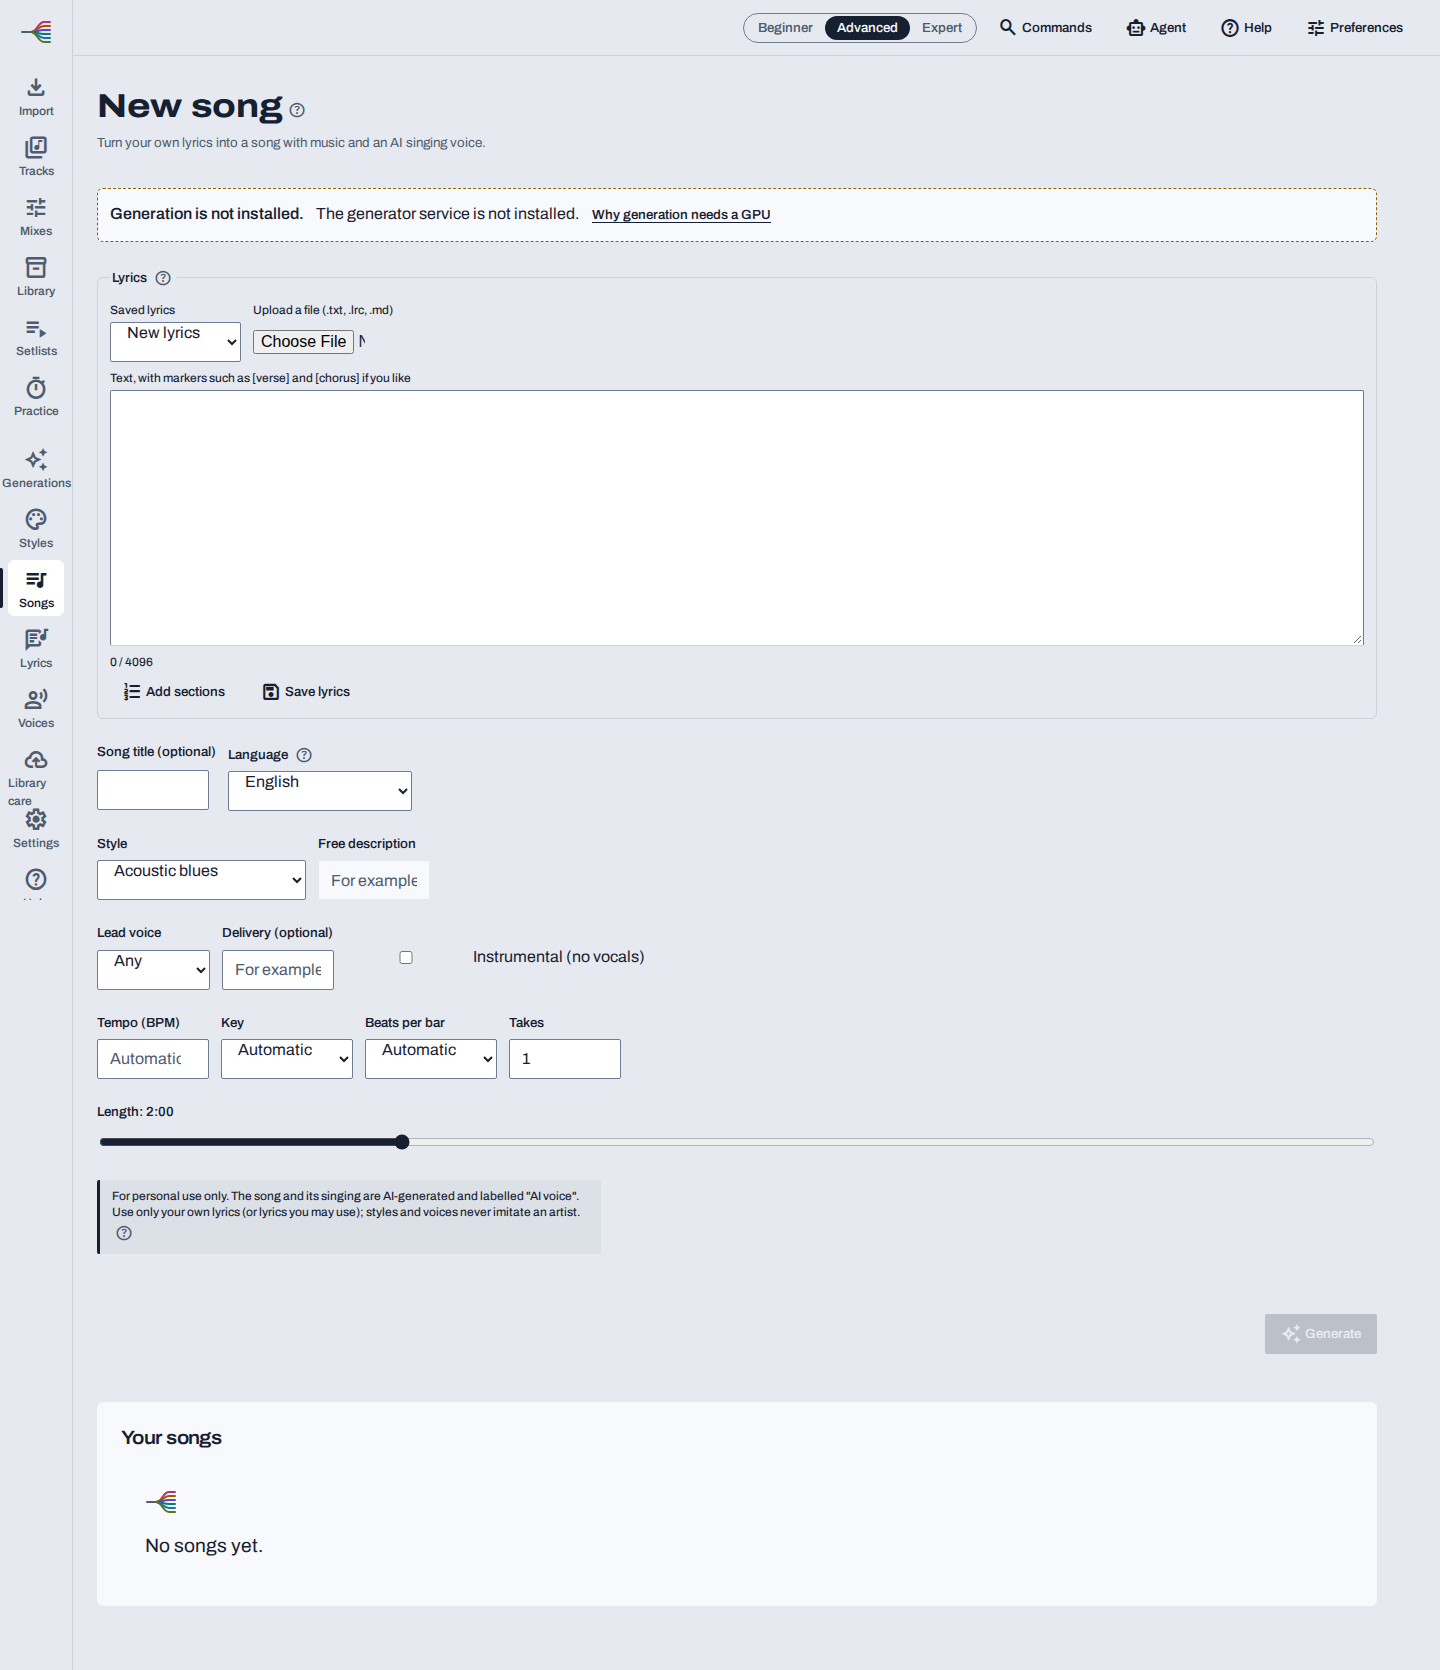 Beginner Advanced Expert Commands Agent Help Preferences
Import
Tracks
Mixes
Library
Setlists
Practice
Generations
Styles
Songs
Lyrics
Voices
Library care
Settings
New song
Turn your own lyrics into a song with music and an AI singing voice.
Generation is not installed. The generator service is not installed. Why generation needs a GPU
Lyrics
Saved lyrics Upload a file (.txt, .lrc, .md)
New lyrics Choose File
Text, with markers such as [verse] and [chorus] if you like
0 / 4096
Add sections Save lyrics
Song title (optional) Language
English
Style Free description
Acoustic blues For example
Lead voice Delivery (optional)
Any For example Instrumental (no vocals)
Tempo (BPM) Key Beats per bar Takes
Automatic Automatic Automatic 1
Length: 2:00
For personal use only. The song and its singing are AI-generated and labelled "AI voice".
Use only your own lyrics (or lyrics you may use); styles and voices never imitate an artist.
Generate
Your songs
No songs yet.